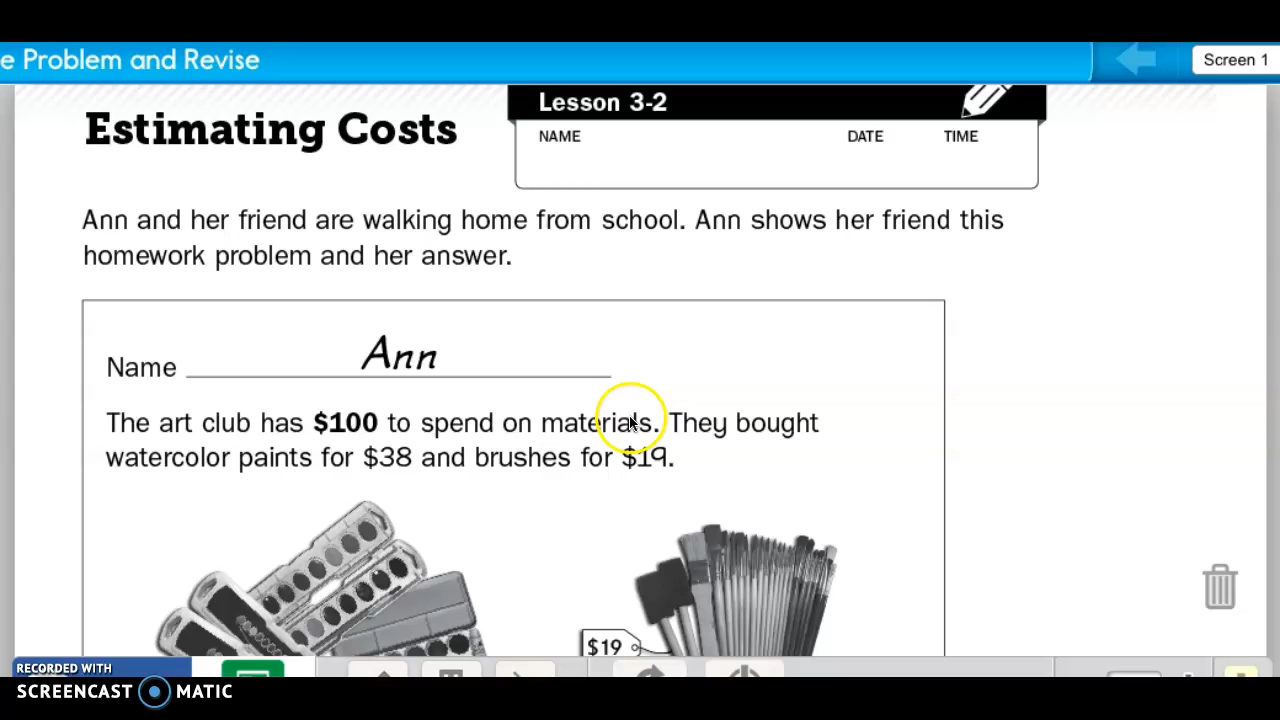 e Problem and Revise
Screen 1
Estimating Costs
Lesson 3-2
NAME DATE TIME
Ann and her friend are walking home from school. Ann shows her friend this
homework problem and her answer.
Name Ann
The art club has $100 to spend on materials. They bought
watercolor paints for $38 and brushes for $19.
$19
RECORDED WITH
SCREENCAST MATIC